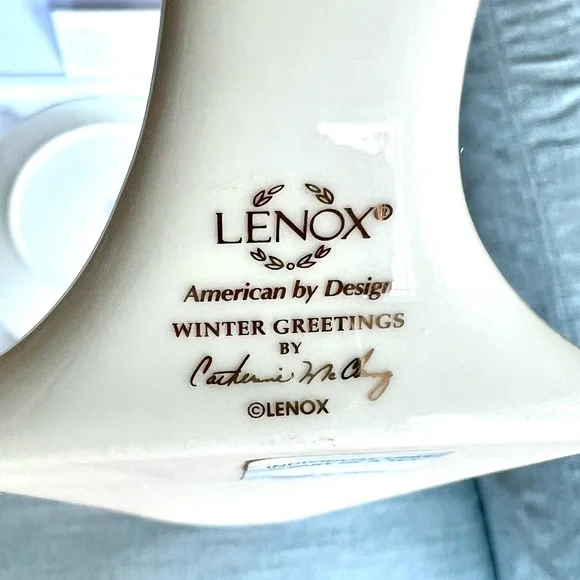 LENOX®
American by Design
WINTER GREETINGS
BY
Catherine McClung
©LENOX